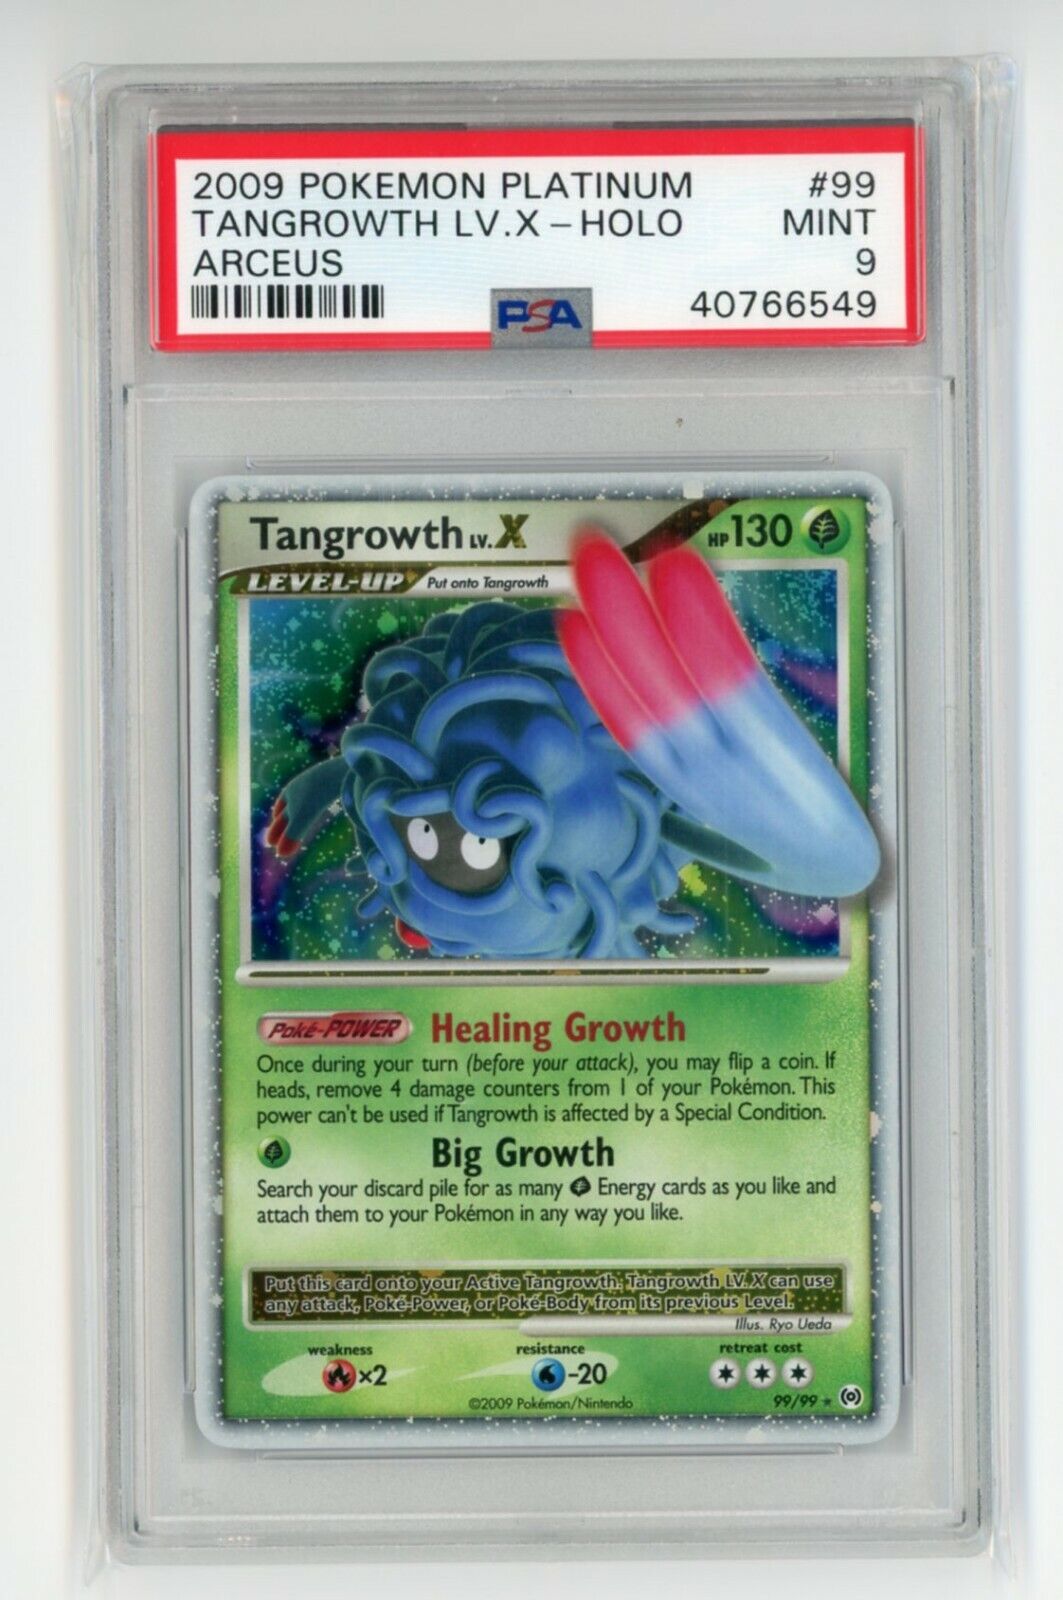 2009 POKEMON PLATINUM #99
TANGROWTH LV.X – HOLO MINT
ARCEUS 9
PSA 40766549
Tangrowth LV.X HP 130
LEVEL-UP Put onto Tangrowth
Poké-POWER Healing Growth
Once during your turn (before your attack), you may flip a coin. If
heads, remove 4 damage counters from 1 of your Pokémon. This
power can't be used if Tangrowth is affected by a Special Condition.
Big Growth
Search your discard pile for as many Energy cards as you like and
attach them to your Pokémon in any way you like.
Put this card onto your Active Tangrowth. Tangrowth LV. X can use
any attack, Poké-Power, or Poké-Body from its previous Level.
Illus. Ryo Ueda
weakness resistance retreat cost
×2 -20
©2009 Pokémon/Nintendo 99/99 ★